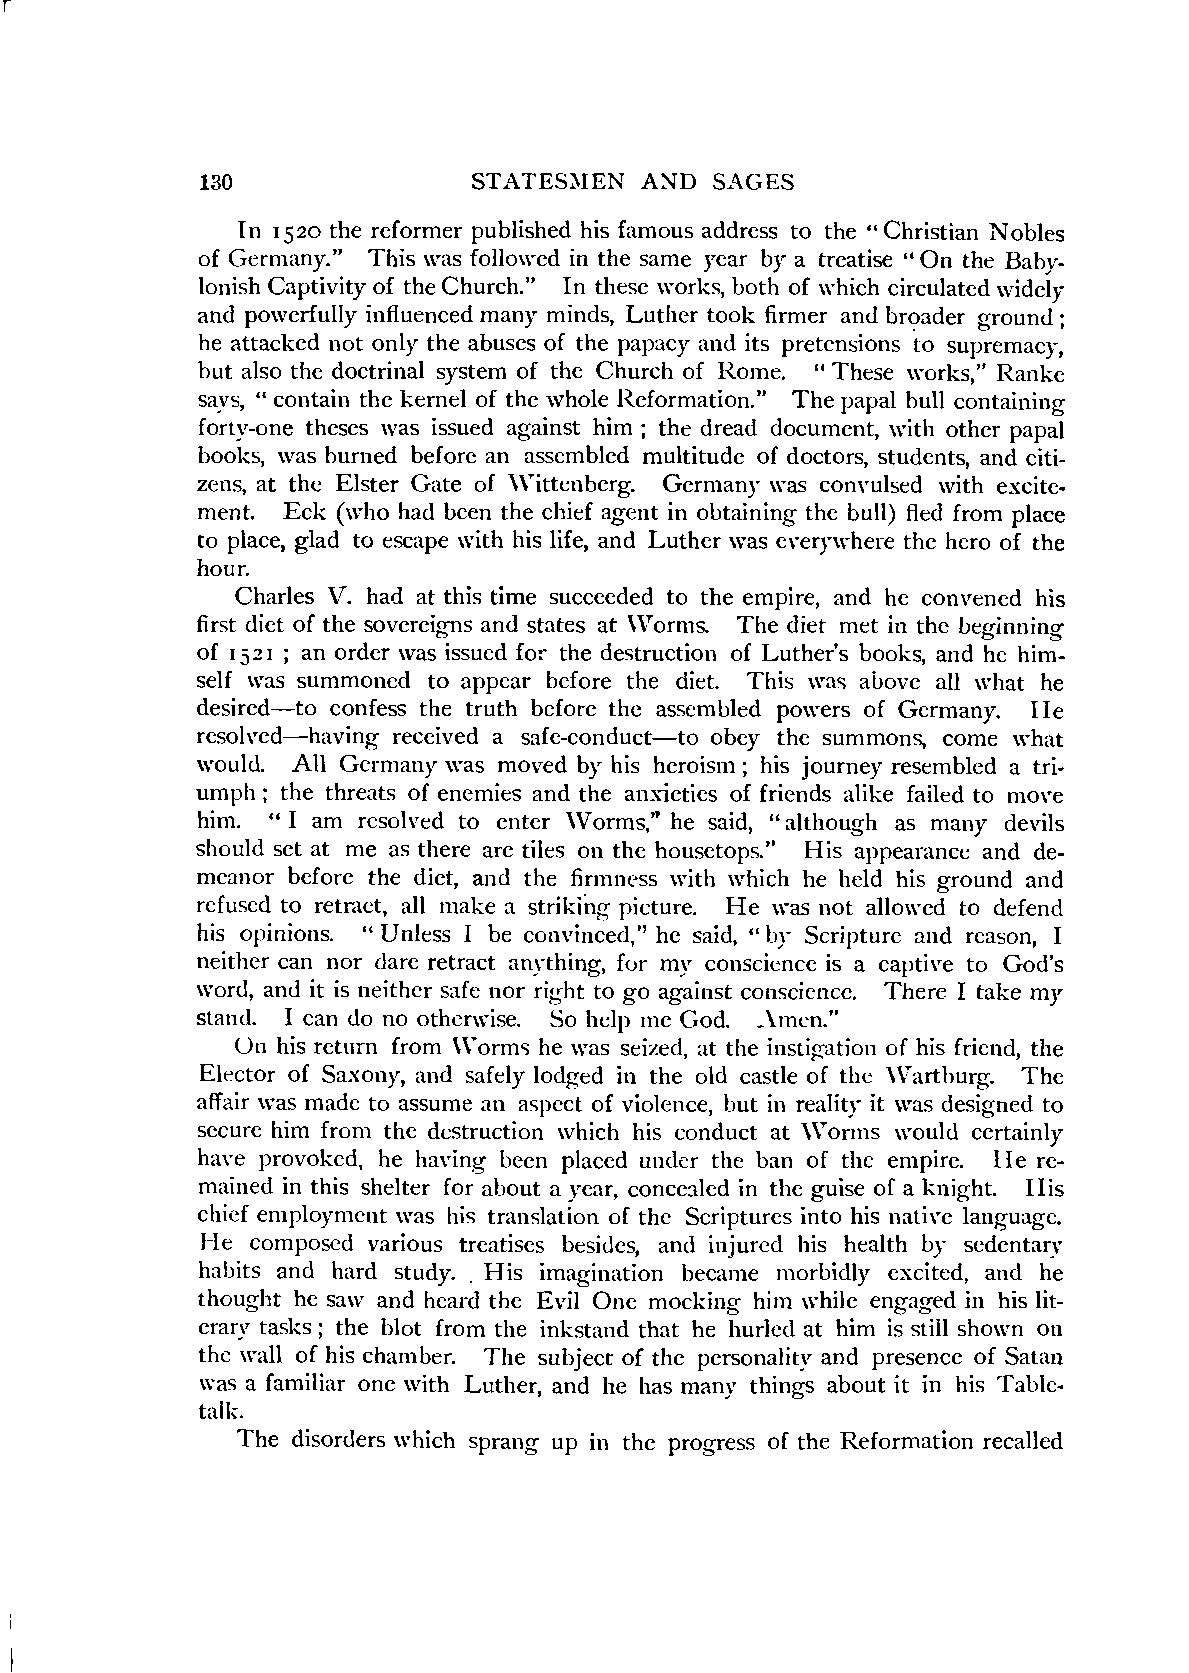 130 STATESMEN AND SAGES
In 1520 the reformer published his famous address to the "Christian Nobles
of Germany." This was followed in the same year by a treatise "On the Baby-
lonish Captivity of the Church." In these works, both of which circulated widely
and powerfully influenced many minds, Luther took firmer and broader ground;
he attacked not only the abuses of the papacy and its pretensions to supremacy,
but also the doctrinal system of the Church of Rome. "These works," Ranke
says, "contain the kernel of the whole Reformation." The papal bull containing
forty-one theses was issued against him; the dread document, with other papal
books, was burned before an assembled multitude of doctors, students, and citi-
zens, at the Elster Gate of Wittenberg. Germany was convulsed with excite-
ment. Eck (who had been the chief agent in obtaining the bull) fled from place
to place, glad to escape with his life, and Luther was everywhere the hero of the
hour.
Charles V. had at this time succeeded to the empire, and he convened his
first diet of the sovereigns and states at Worms. The diet met in the beginning
of 1521; an order was issued for the destruction of Luther's books, and he him-
self was summoned to appear before the diet. This was above all what he
desired—to confess the truth before the assembled powers of Germany. He
resolved—having received a safe-conduct—to obey the summons, come what
would. All Germany was moved by his heroism; his journey resembled a tri-
umph; the threats of enemies and the anxieties of friends alike failed to move
him. "I am resolved to enter Worms," he said, "although as many devils
should set at me as there are tiles on the housetops." His appearance and de-
meanor before the diet, and the firmness with which he held his ground and
refused to retract, all make a striking picture. He was not allowed to defend
his opinions. "Unless I be convinced," he said, "by Scripture and reason, I
neither can nor dare retract anything, for my conscience is a captive to God's
word, and it is neither safe nor right to go against conscience. There I take my
stand. I can do no otherwise. So help me God. Amen."
On his return from Worms he was seized, at the instigation of his friend, the
Elector of Saxony, and safely lodged in the old castle of the Wartburg. The
affair was made to assume an aspect of violence, but in reality it was designed to
secure him from the destruction which his conduct at Worms would certainly
have provoked, he having been placed under the ban of the empire. He re-
mained in this shelter for about a year, concealed in the guise of a knight. His
chief employment was his translation of the Scriptures into his native language.
He composed various treatises besides, and injured his health by sedentary
habits and hard study. His imagination became morbidly excited, and he
thought he saw and heard the Evil One mocking him while engaged in his lit-
erary tasks; the blot from the inkstand that he hurled at him is still shown on
the wall of his chamber. The subject of the personality and presence of Satan
was a familiar one with Luther, and he has many things about it in his Table-
talk.
The disorders which sprang up in the progress of the Reformation recalled